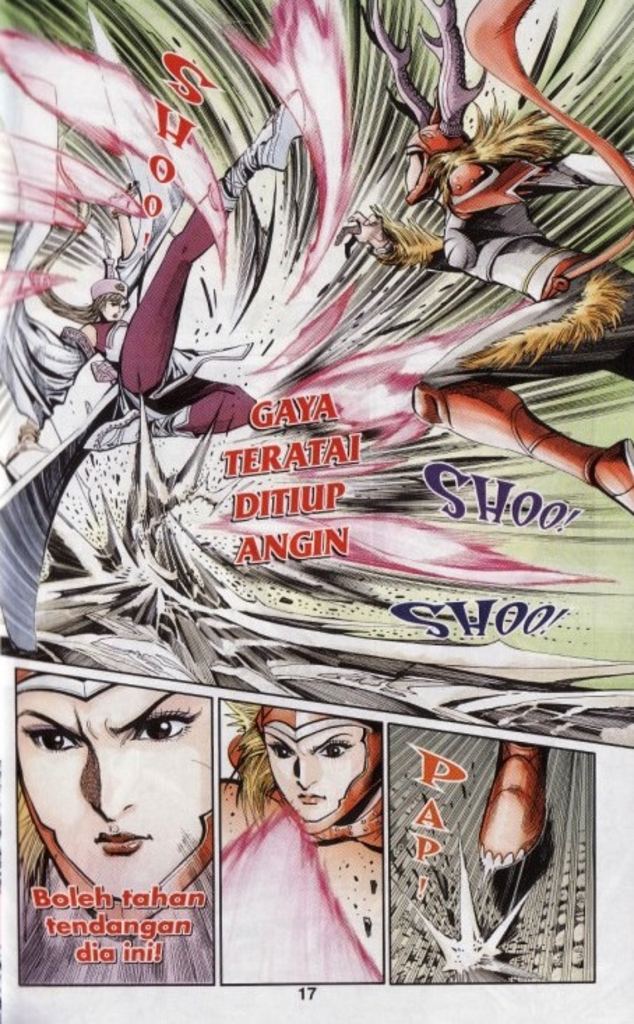 SHOO!
GAYA
TERATAI
DITIUP
ANGIN
SHOO!
SHOO!
Boleh tahan
tendangan
dia ini!
PAP!
17